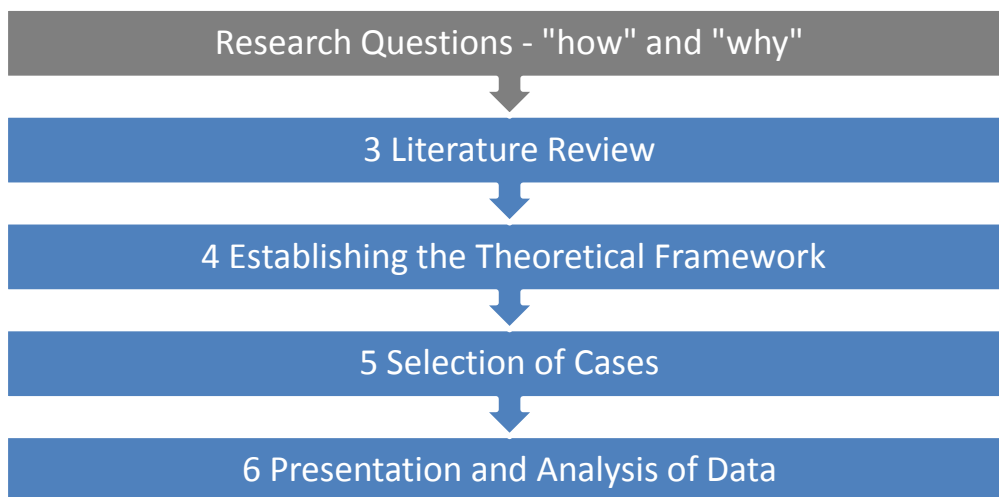 Research Questions - "how" and "why"
3 Literature Review
4 Establishing the Theoretical Framework
5 Selection of Cases
6 Presentation and Analysis of Data